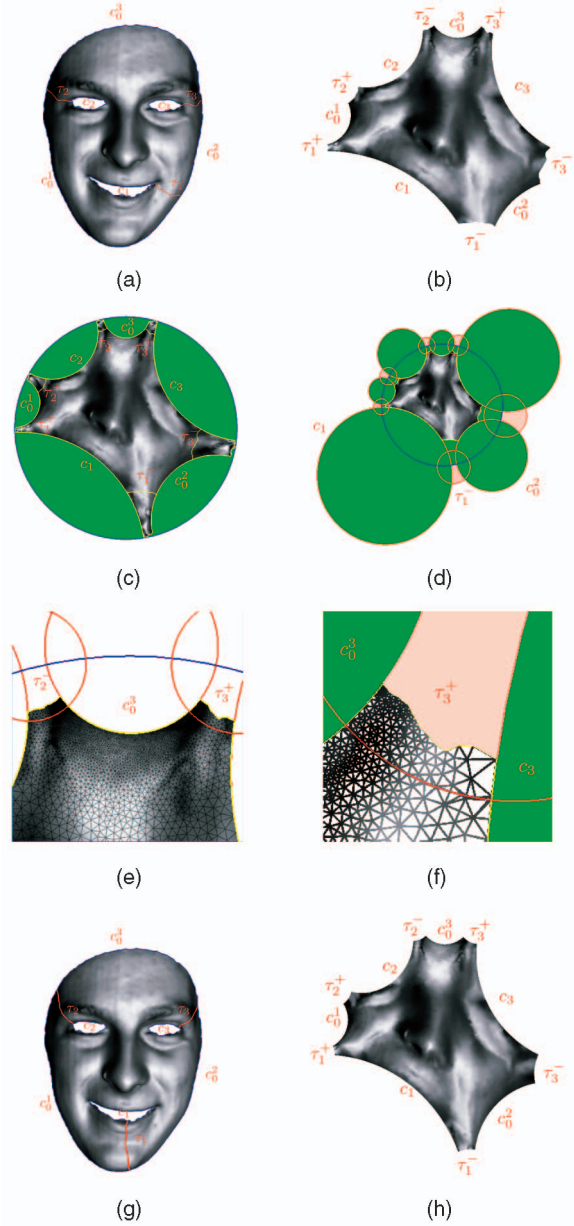 c_0^3
τ_2
c_2
τ_3
c_3
c_0^1
c_1
c_0^2
(a)
τ_2^-
τ_3^+
c_0^3
c_2
c_3
τ_2^+
c_0^1
τ_1^+
τ_3^-
c_1
c_0^2
τ_1^-
(b)
c_0^3
τ_3
c_2
c_3
τ_2
c_0^1
c_1
τ_1
c_0^2
(c)
c_1
τ_1^-
c_0^2
(d)
τ_2^-
c_0^3
τ_3^+
(e)
c_0^3
τ_3^+
c_3
(f)
c_0^3
τ_2
c_2
τ_3
c_0^1
c_1
τ_1
c_0^2
(g)
τ_2^-
c_0^3
τ_3^+
c_2
τ_2^+
c_0^1
c_3
τ_1^+
c_1
τ_3^-
c_0^2
τ_1^-
(h)